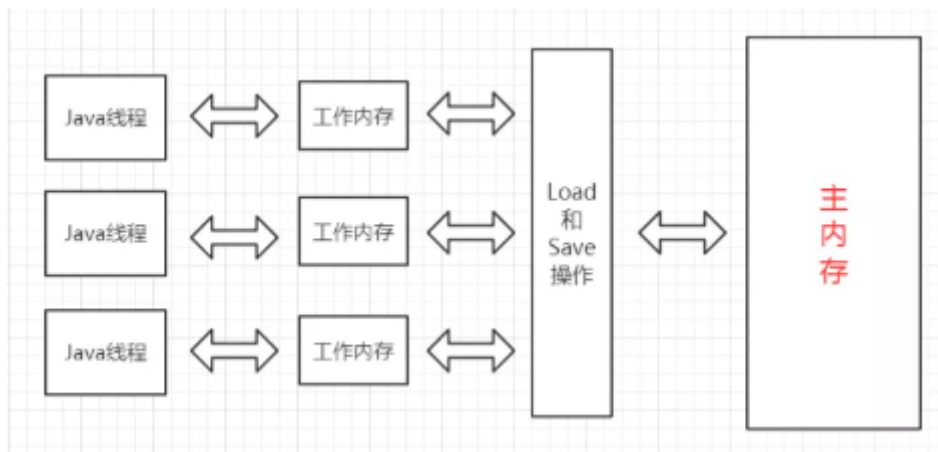 Java线程
工作内存
Java线程
工作内存
Java线程
工作内存
Load
和
Save
操作
主
内
存